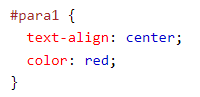 #para1 {
  text-align: center;
  color: red;
}